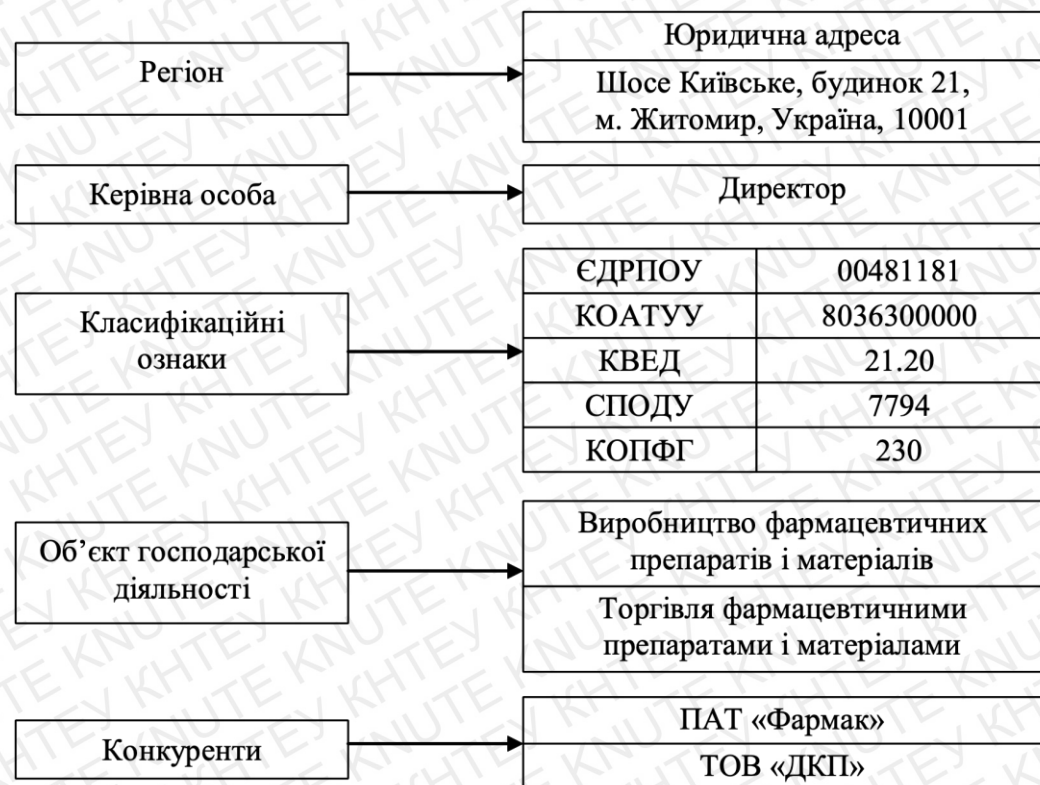 Регіон
Юридична адреса
Шосе Київське, будинок 21,
м. Житомир, Україна, 10001
Керівна особа
Директор
Класифікаційні
ознаки
ЄДРПОУ 00481181
КОАТУУ 8036300000
КВЕД 21.20
СПОДУ 7794
КОПФГ 230
Об’єкт господарської
діяльності
Виробництво фармацевтичних
препаратів і матеріалів
Торгівля фармацевтичними
препаратами і матеріалами
Конкуренти
ПАТ «Фармак»
ТОВ «ДКП»